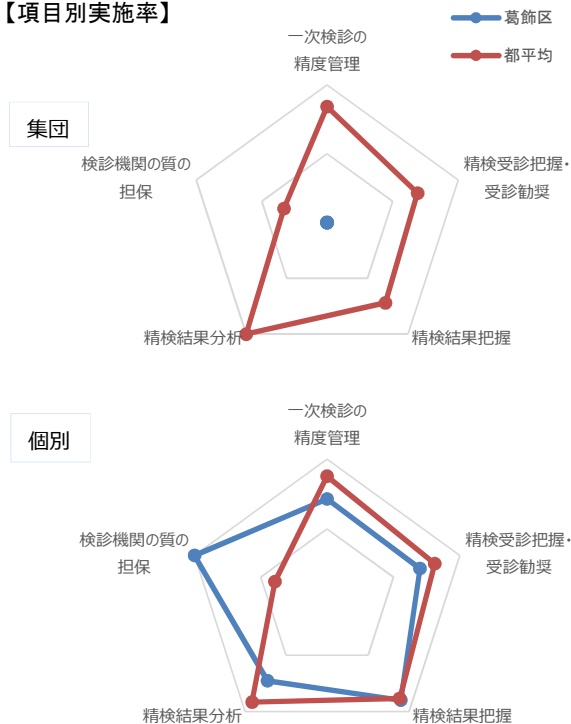 【項目別実施率】
葛飾区
都平均
集団
一次検診の
精度管理
精検受診把握・
受診勧奨
精検結果把握
精検結果分析
検診機関の質の
担保
個別
一次検診の
精度管理
精検受診把握・
受診勧奨
精検結果把握
精検結果分析
検診機関の質の
担保